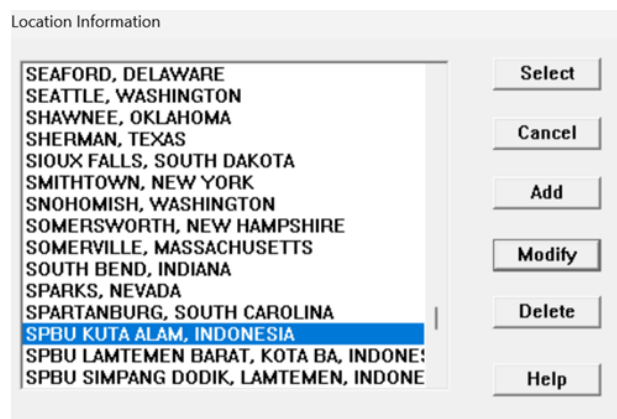 Location Information
SEAFORD, DELAWARE
SEATTLE, WASHINGTON
SHAWNEE, OKLAHOMA
SHERMAN, TEXAS
SIOUX FALLS, SOUTH DAKOTA
SMITHTOWN, NEW YORK
SNOHOMISH, WASHINGTON
SOMERSWORTH, NEW HAMPSHIRE
SOMERVILLE, MASSACHUSETTS
SOUTH BEND, INDIANA
SPARKS, NEVADA
SPARTANBURG, SOUTH CAROLINA
SPBU KUTA ALAM, INDONESIA
SPBU LAMTEMEN BARAT, KOTA BA, INDONES
SPBU SIMPANG DODIK, LAMTEMEN, INDONE
Select
Cancel
Add
Modify
Delete
Help